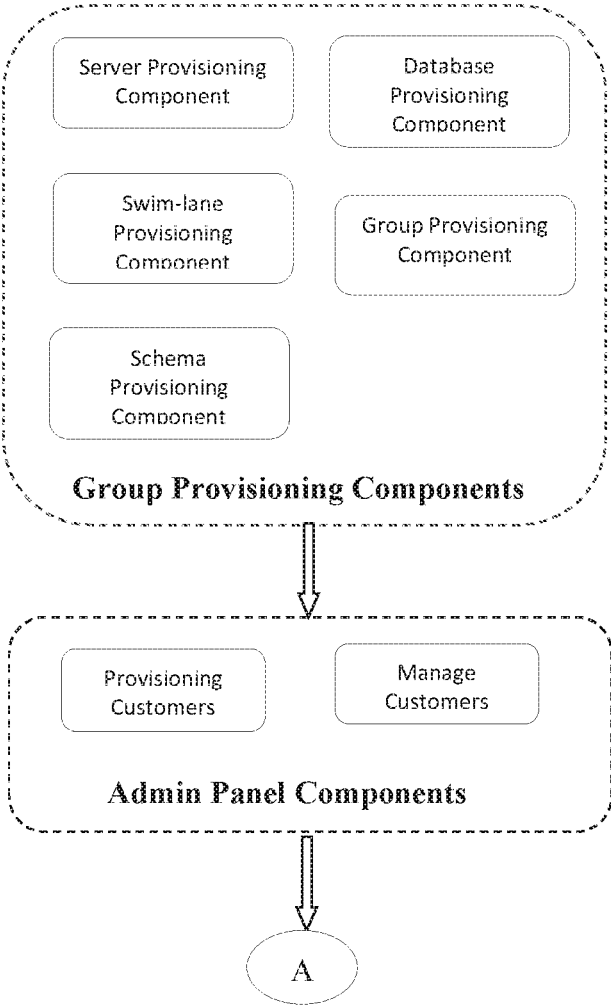 Server Provisioning
Component
Database
Provisioning
Component
Swim-lane
Provisioning
Component
Group Provisioning
Component
Schema
Provisioning
Component
Group Provisioning Components
Provisioning
Customers
Manage
Customers
Admin Panel Components
A